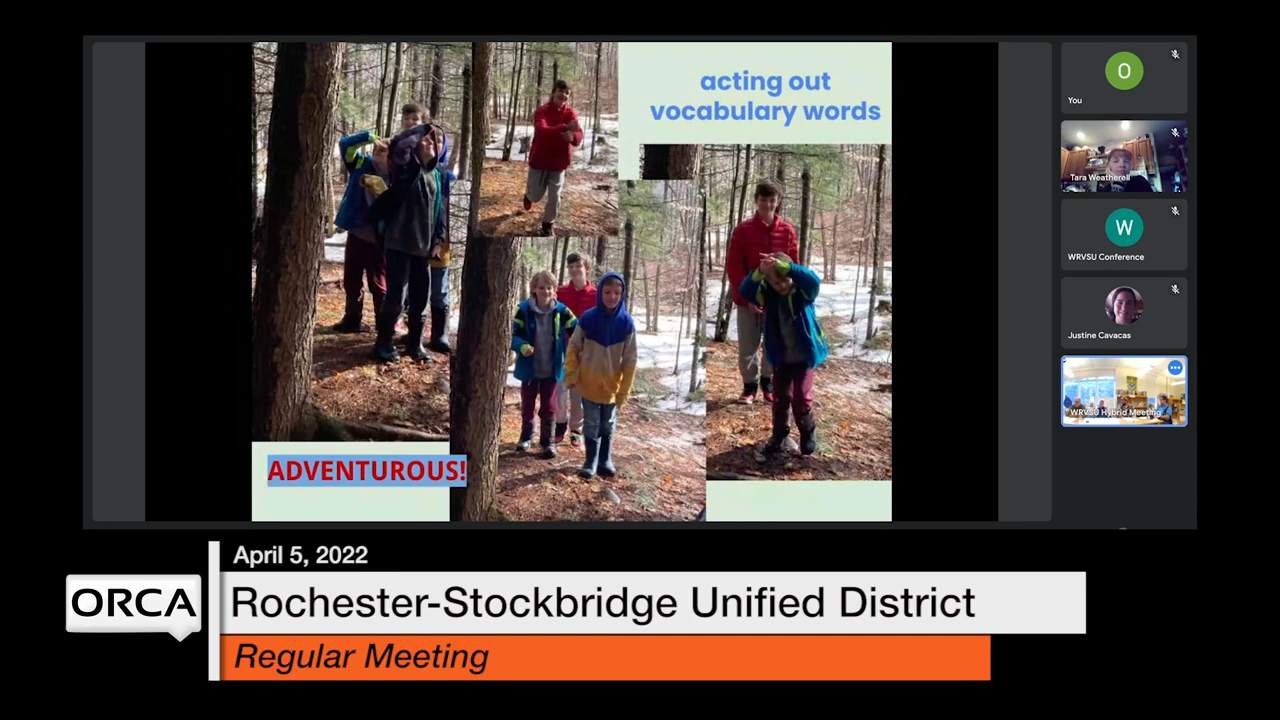 acting out
vocabulary words
ADVENTUROUS!
O
You
Tara Weatherell
W
WRVSU Conference
Justine Cavacas
WRVSU Hybrid Meeting
April 5, 2022
ORCA
Rochester-Stockbridge Unified District
Regular Meeting